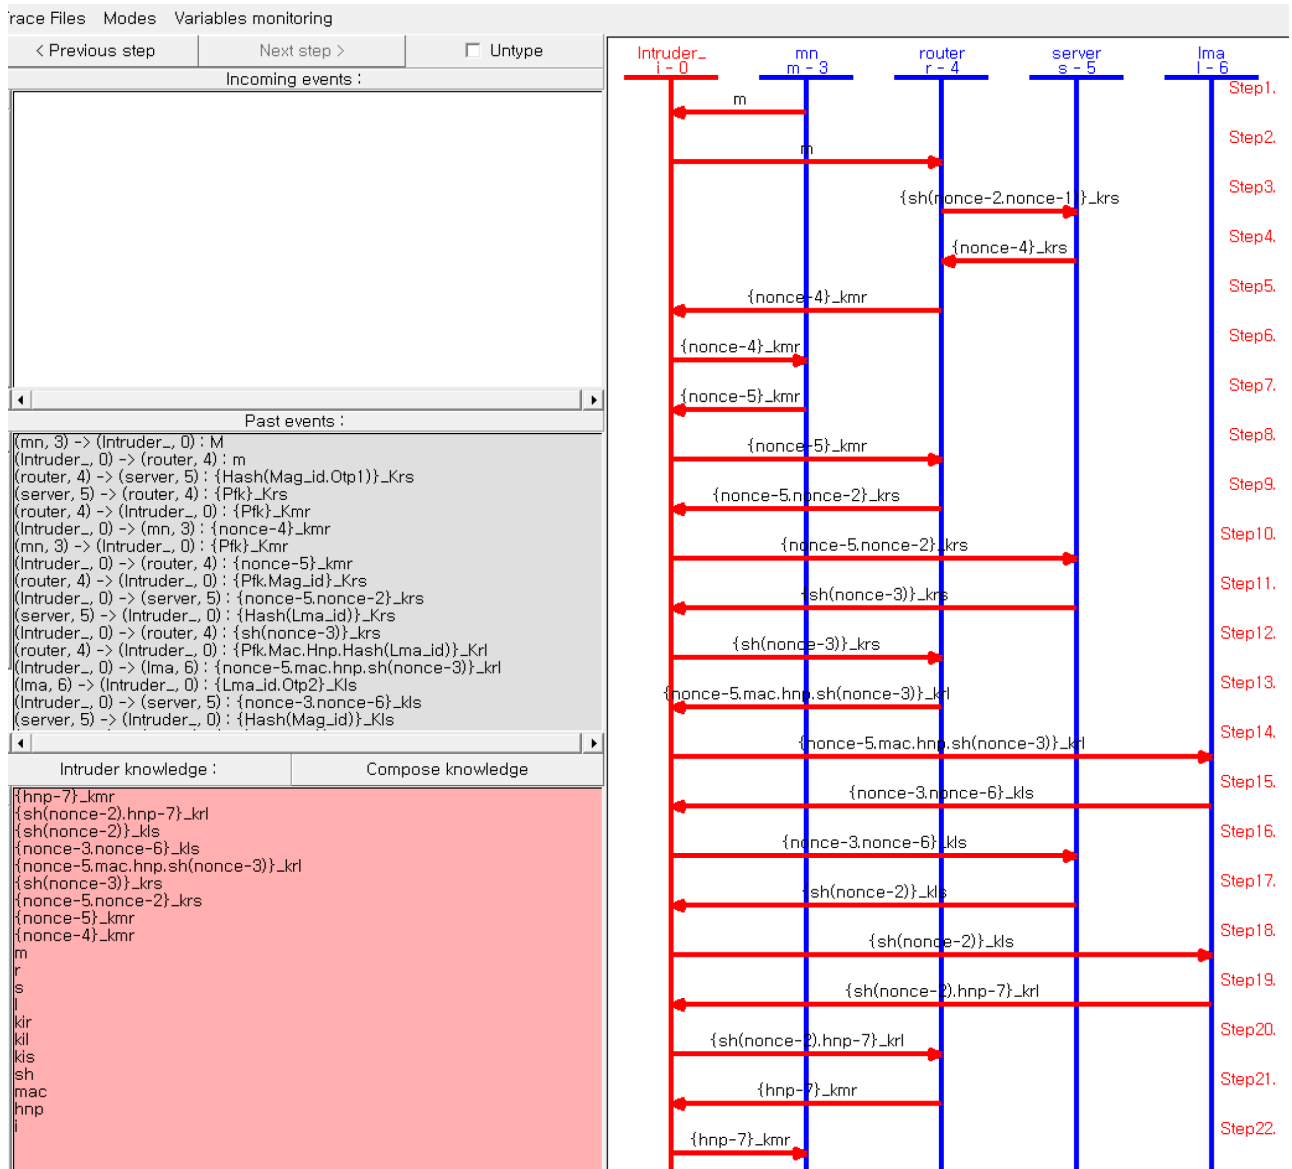 race Files Modes Variables monitoring
< Previous step Next step > Untype
Incoming events :
Past events :
(mn, 3) -> (Intruder_, 0) : M
(Intruder_, 0) -> (router, 4) : m
(router, 4) -> (server, 5) : {Hash(Mag_id.Otp1)}_Krs
(server, 5) -> (router, 4) : {Pfk}_Krs
(router, 4) -> (Intruder_, 0) : {Pfk}_Kmr
(Intruder_, 0) -> (mn, 3) : {nonce-4}_kmr
(mn, 3) -> (Intruder_, 0) : {Pfk}_Kmr
(Intruder_, 0) -> (router, 4) : {nonce-5}_kmr
(router, 4) -> (Intruder_, 0) : {Pfk.Mag_id}_Krs
(Intruder_, 0) -> (server, 5) : {nonce-5.nonce-2}_krs
(server, 5) -> (Intruder_, 0) : {Hash(Lma_id)}_Krs
(Intruder_, 0) -> (router, 4) : {sh(nonce-3)}_krs
(router, 4) -> (Intruder_, 0) : {Pfk.Mac.Hnp.Hash(Lma_id)}_Krl
(Intruder_, 0) -> (lma, 6) : {nonce-5.mac.hnp.sh(nonce-3)}_krl
(lma, 6) -> (Intruder_, 0) : {Lma_id.Otp2}_Kls
(Intruder_, 0) -> (server, 5) : {nonce-3.nonce-6}_kls
(server, 5) -> (Intruder_, 0) : {Hash(Mag_id)}_Kls
Intruder knowledge : Compose knowledge
{hnp-7}_kmr
{sh(nonce-2).hnp-7}_krl
{sh(nonce-2)}_kls
{nonce-3.nonce-6}_kls
{nonce-5.mac.hnp.sh(nonce-3)}_krl
{sh(nonce-3)}_krs
{nonce-5.nonce-2}_krs
{nonce-5}_kmr
{nonce-4}_kmr
m
r
s
l
kir
kil
kis
sh
mac
hnp
i
Intruder_ mn router server lma
i - 0 m - 3 r - 4 s - 5 l - 6
Step1.
m
Step2.
m
Step3.
{sh(nonce-2.nonce-1)}_krs
Step4.
{nonce-4}_krs
Step5.
{nonce-4}_kmr
Step6.
{nonce-4}_kmr
Step7.
{nonce-5}_kmr
Step8.
{nonce-5}_kmr
Step9.
{nonce-5.nonce-2}_krs
Step10.
{nonce-5.nonce-2}_krs
Step11.
{sh(nonce-3)}_krs
Step12.
{sh(nonce-3)}_krs
Step13.
{nonce-5.mac.hnp.sh(nonce-3)}_krl
Step14.
{nonce-5.mac.hnp.sh(nonce-3)}_krl
Step15.
{nonce-3.nonce-6}_kls
Step16.
{nonce-3.nonce-6}_kls
Step17.
{sh(nonce-2)}_kls
Step18.
{sh(nonce-2)}_kls
Step19.
{sh(nonce-2).hnp-7}_krl
Step20.
{sh(nonce-2).hnp-7}_krl
Step21.
{hnp-7}_kmr
Step22.
{hnp-7}_kmr